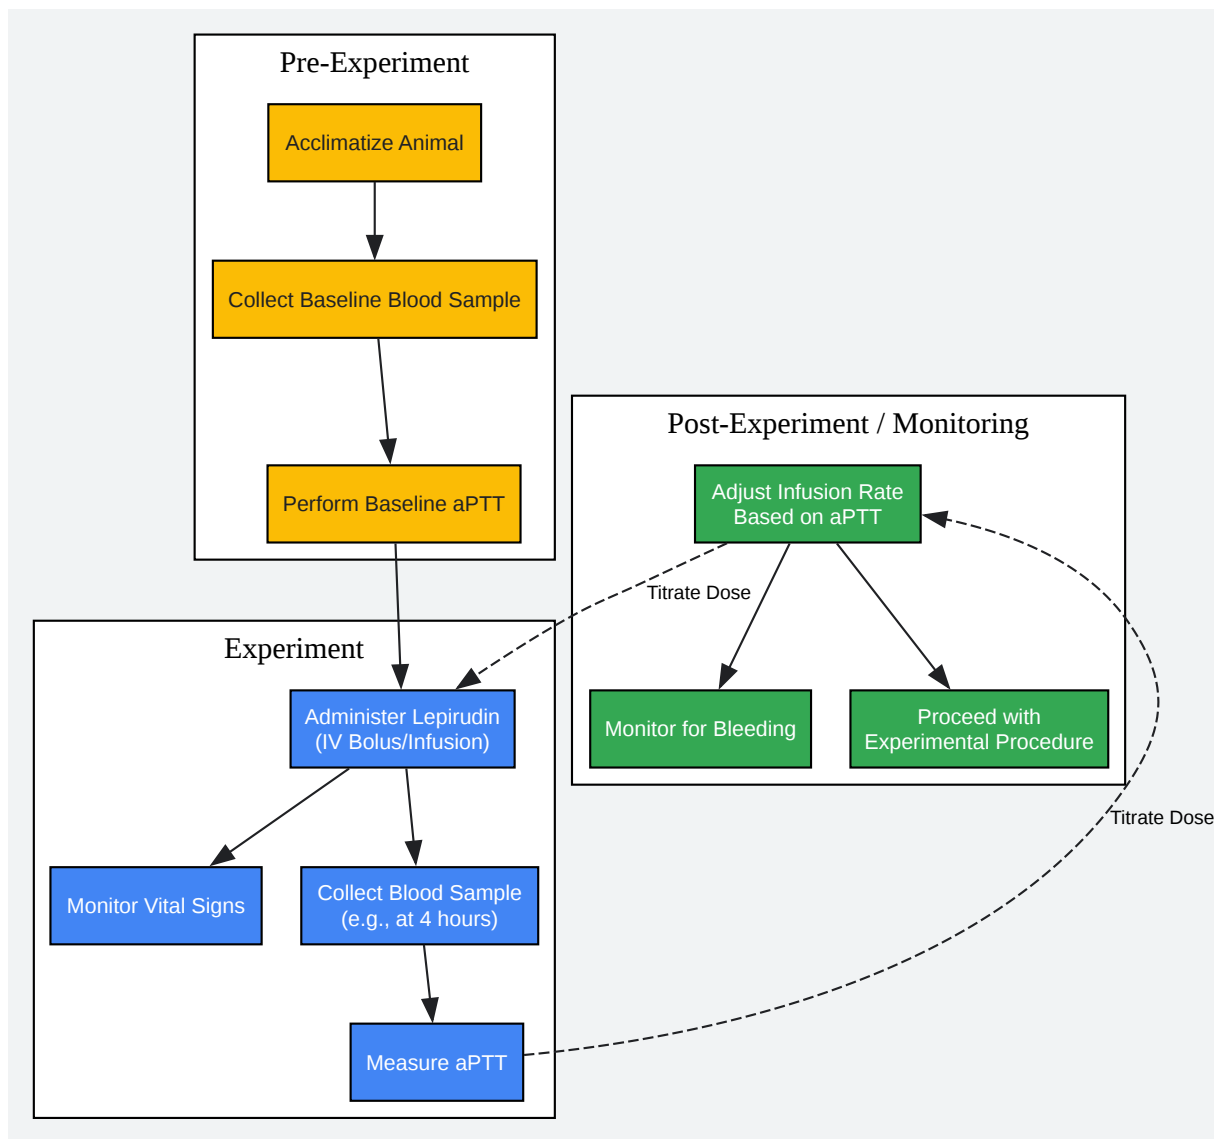 Pre-Experiment
Acclimatize Animal
Collect Baseline Blood Sample
Perform Baseline aPTT
Post-Experiment / Monitoring
Adjust Infusion Rate
Based on aPTT
Titrate Dose
Monitor for Bleeding
Proceed with
Experimental Procedure
Titrate Dose
Experiment
Administer Lepirudin
(IV Bolus/Infusion)
Monitor Vital Signs
Collect Blood Sample
(e.g., at 4 hours)
Measure aPTT